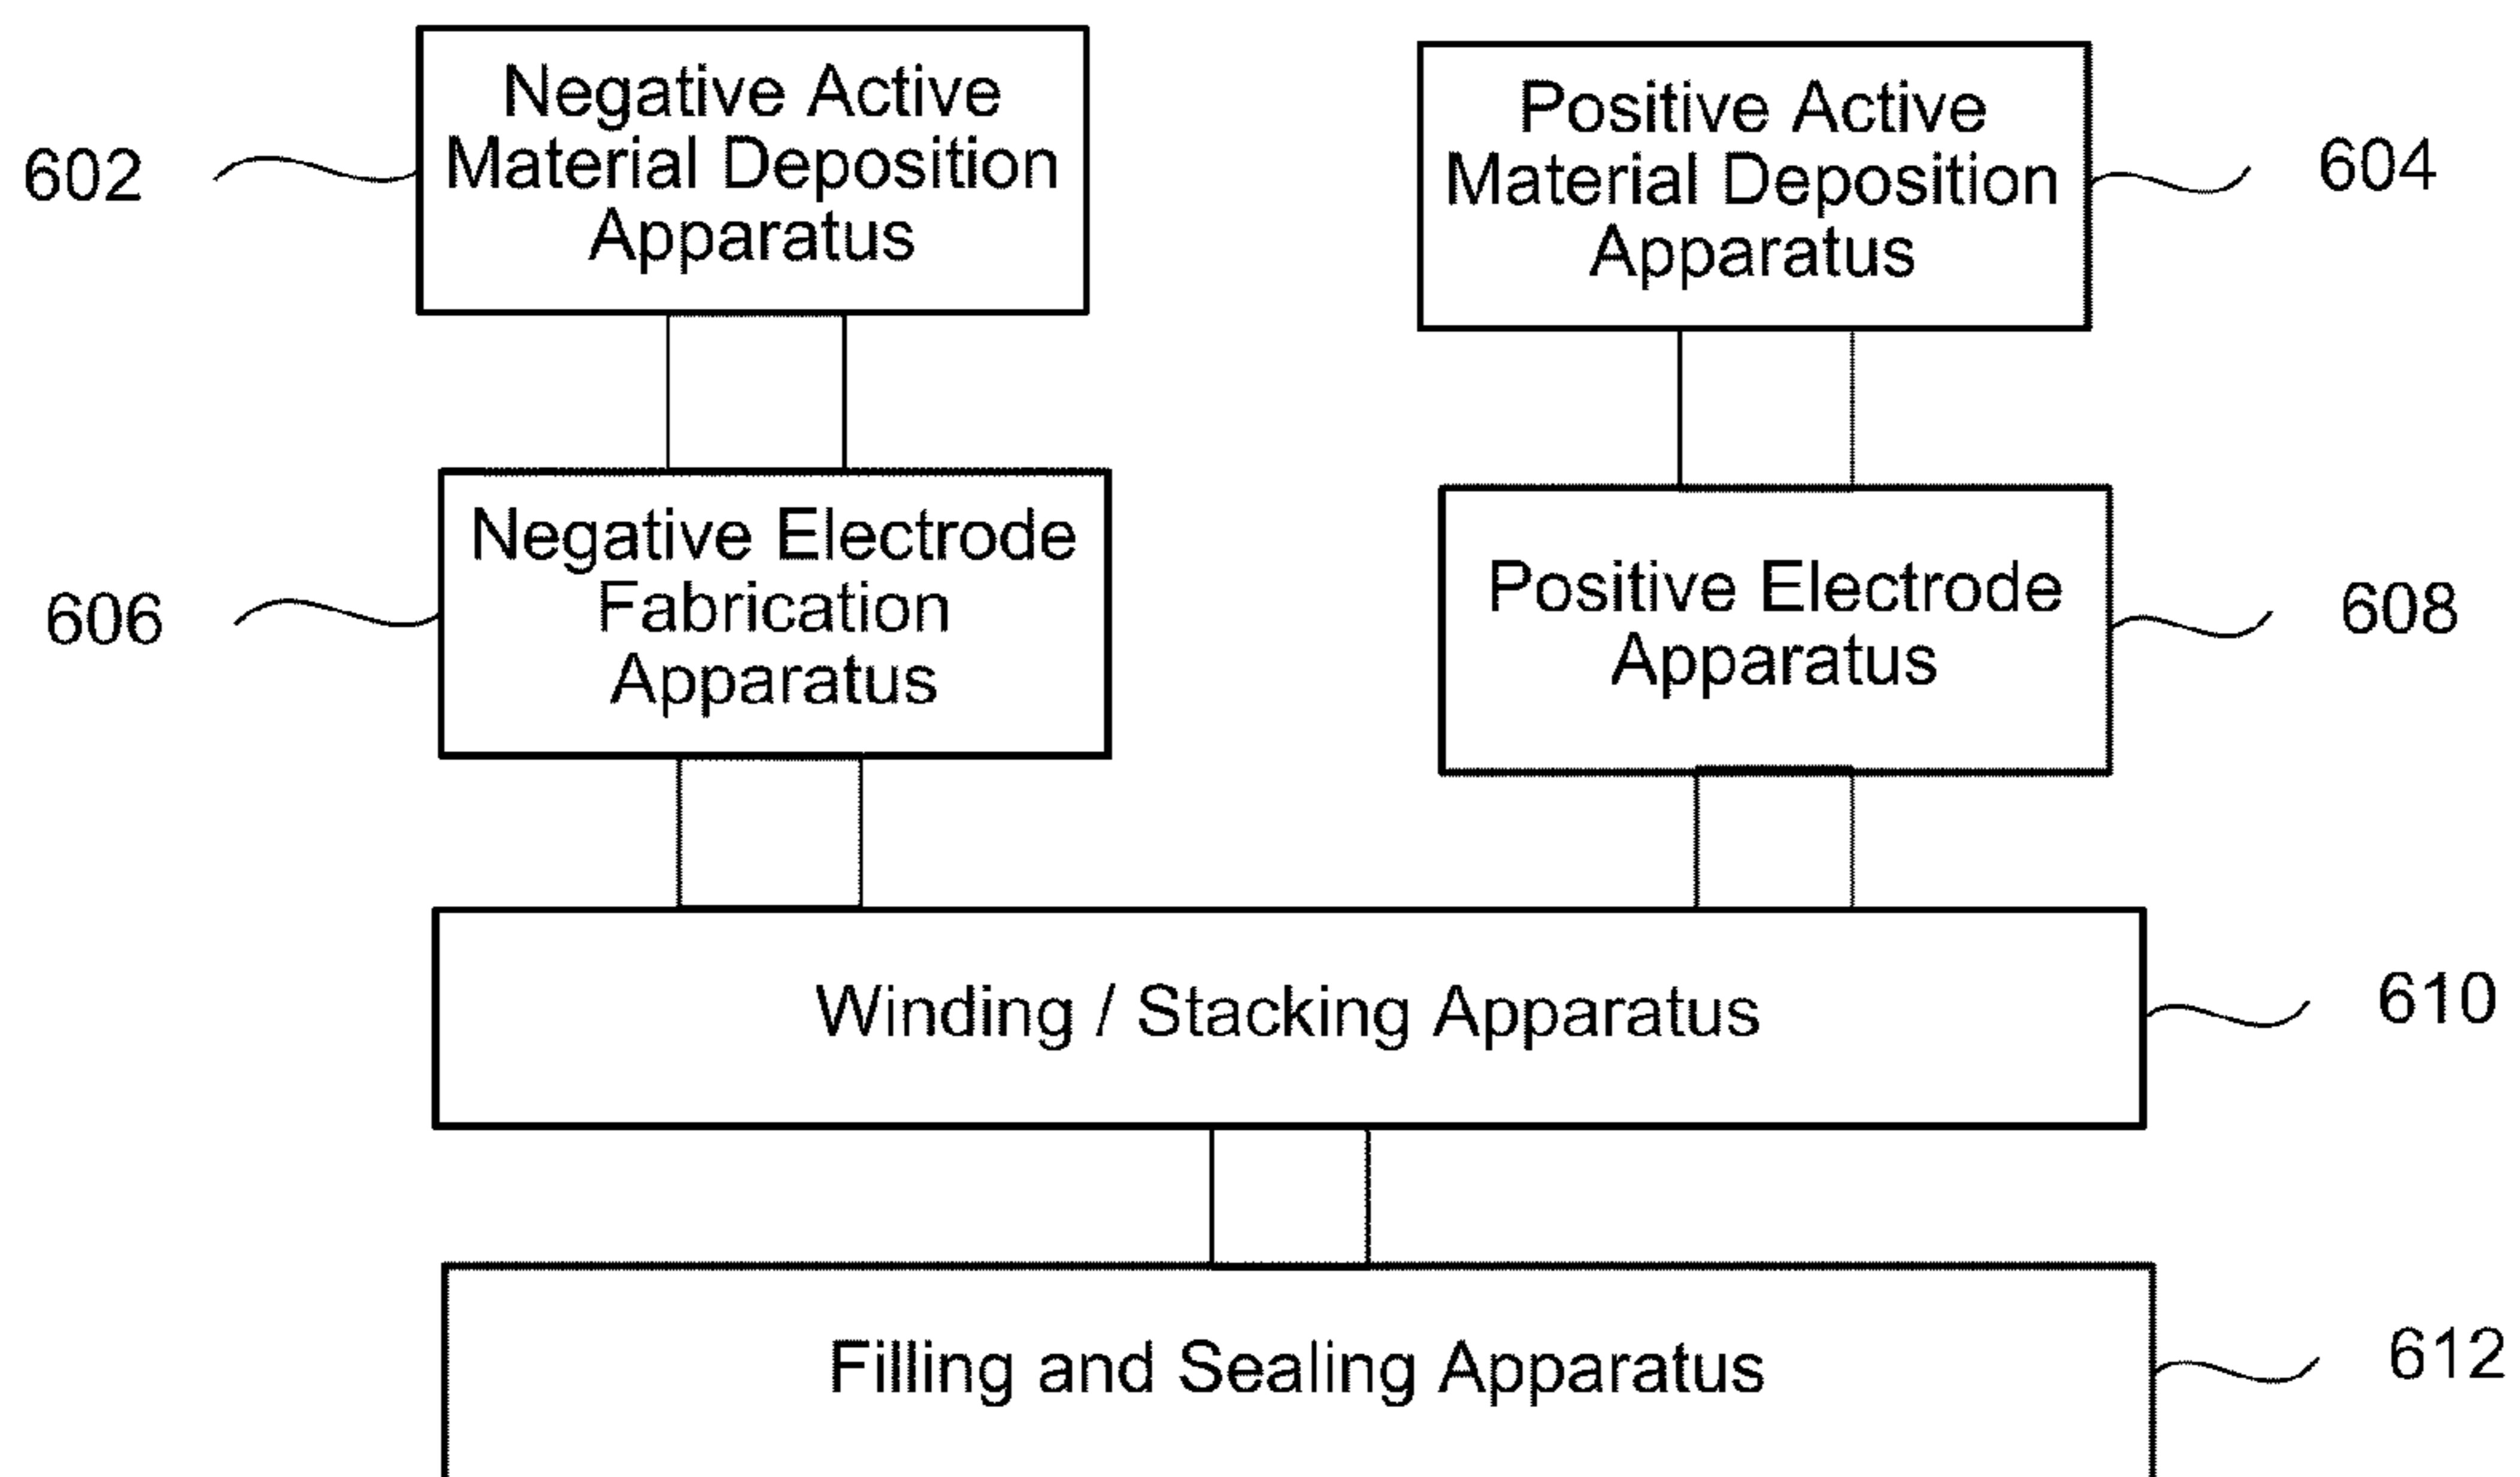 Negative Active
Material Deposition
Apparatus
602
Positive Active
Material Deposition
Apparatus
604
Negative Electrode
Fabrication
Apparatus
606
Positive Electrode
Apparatus
608
Winding / Stacking Apparatus
610
Filling and Sealing Apparatus
612